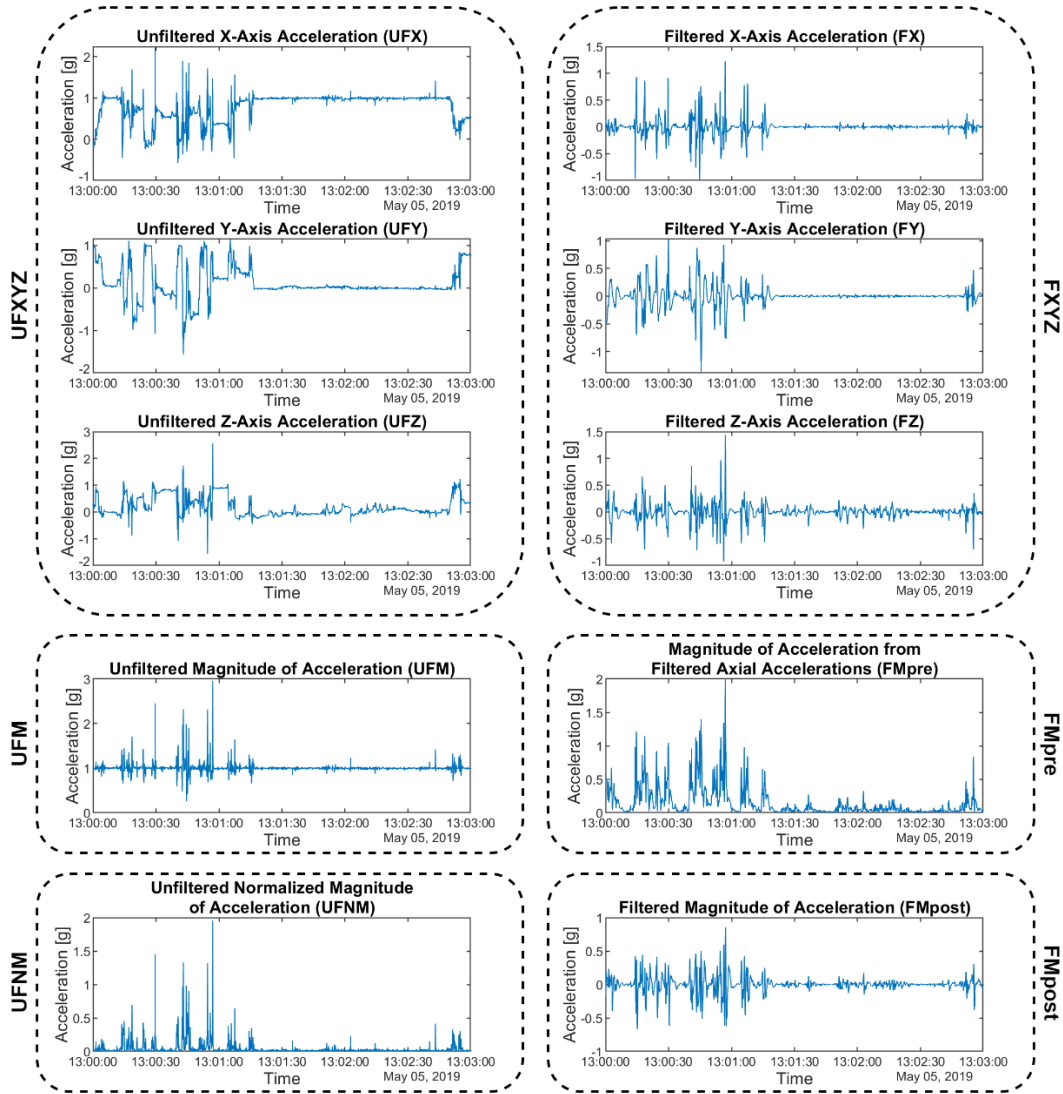 UFXYZ
Unfiltered X-Axis Acceleration (UFX)
Acceleration [g]
2
1
0
-1
13:00:00 13:00:30 13:01:00 13:01:30 13:02:00 13:02:30 13:03:00
Time
May 05, 2019
Unfiltered Y-Axis Acceleration (UFY)
Acceleration [g]
1
0
-1
-2
13:00:00 13:00:30 13:01:00 13:01:30 13:02:00 13:02:30 13:03:00
Time
May 05, 2019
Unfiltered Z-Axis Acceleration (UFZ)
Acceleration [g]
3
2
1
0
-1
-2
13:00:00 13:00:30 13:01:00 13:01:30 13:02:00 13:02:30 13:03:00
Time
May 05, 2019
FXYZ
Filtered X-Axis Acceleration (FX)
Acceleration [g]
1.5
1
0.5
0
-0.5
-1
13:00:00 13:00:30 13:01:00 13:01:30 13:02:00 13:02:30 13:03:00
Time
May 05, 2019
Filtered Y-Axis Acceleration (FY)
Acceleration [g]
1
0.5
0
-0.5
-1
13:00:00 13:00:30 13:01:00 13:01:30 13:02:00 13:02:30 13:03:00
Time
May 05, 2019
Filtered Z-Axis Acceleration (FZ)
Acceleration [g]
1.5
1
0.5
0
-0.5
-1
13:00:00 13:00:30 13:01:00 13:01:30 13:02:00 13:02:30 13:03:00
Time
May 05, 2019
UFM
Unfiltered Magnitude of Acceleration (UFM)
Acceleration [g]
3
2
1
0
13:00:00 13:00:30 13:01:00 13:01:30 13:02:00 13:02:30 13:03:00
Time
May 05, 2019
FMpre
Magnitude of Acceleration from
Filtered Axial Accelerations (FMpre)
Acceleration [g]
2
1.5
1
0.5
0
13:00:00 13:00:30 13:01:00 13:01:30 13:02:00 13:02:30 13:03:00
Time
May 05, 2019
UFNM
Unfiltered Normalized Magnitude
of Acceleration (UFNM)
Acceleration [g]
2
1.5
1
0.5
0
13:00:00 13:00:30 13:01:00 13:01:30 13:02:00 13:02:30 13:03:00
Time
May 05, 2019
FMpost
Filtered Magnitude of Acceleration (FMpost)
Acceleration [g]
1
0.5
0
-0.5
-1
13:00:00 13:00:30 13:01:00 13:01:30 13:02:00 13:02:30 13:03:00
Time
May 05, 2019